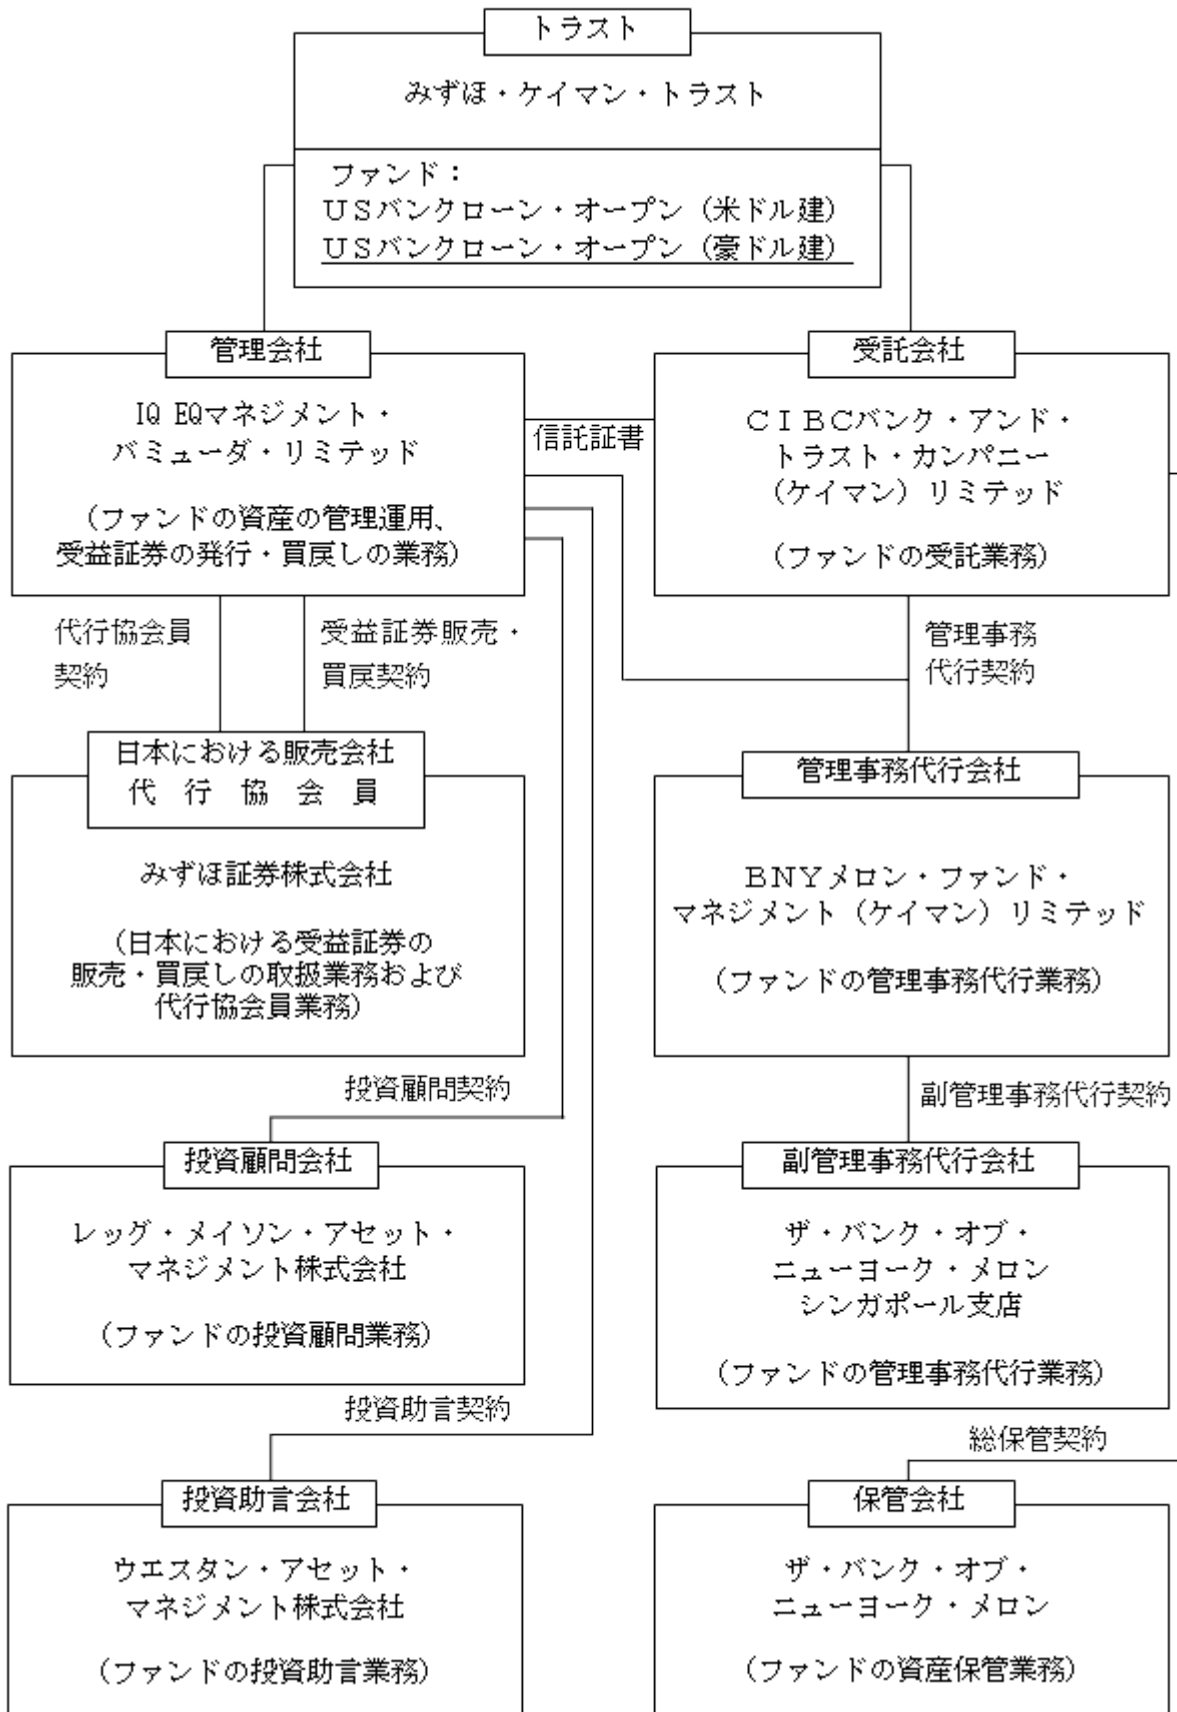 トラスト
みずほ・ケイマン・トラスト
ファンド：
ＵＳバンクローン・オープン（米ドル建）
ＵＳバンクローン・オープン（豪ドル建）
管理会社
IQ EQマネジメント・
バミューダ・リミテッド
（ファンドの資産の管理運用、
受益証券の発行・買戻しの業務）
信託証書
受託会社
ＣＩＢＣバンク・アンド・
トラスト・カンパニー
（ケイマン）リミテッド
（ファンドの受託業務）
代行協会員
契約
受益証券販売・
買戻契約
管理事務
代行契約
日本における販売会社
代　行　協　会　員
みずほ証券株式会社
（日本における受益証券の
販売・買戻しの取扱業務および
代行協会員業務）
管理事務代行会社
ＢＮＹメロン・ファンド・
マネジメント（ケイマン）リミテッド
（ファンドの管理事務代行業務）
投資顧問契約
副管理事務代行契約
投資顧問会社
レッグ・メイソン・アセット・
マネジメント株式会社
（ファンドの投資顧問業務）
副管理事務代行会社
ザ・バンク・オブ・
ニューヨーク・メロン
シンガポール支店
（ファンドの管理事務代行業務）
投資助言契約
総保管契約
投資助言会社
ウエスタン・アセット・
マネジメント株式会社
（ファンドの投資助言業務）
保管会社
ザ・バンク・オブ・
ニューヨーク・メロン
（ファンドの資産保管業務）